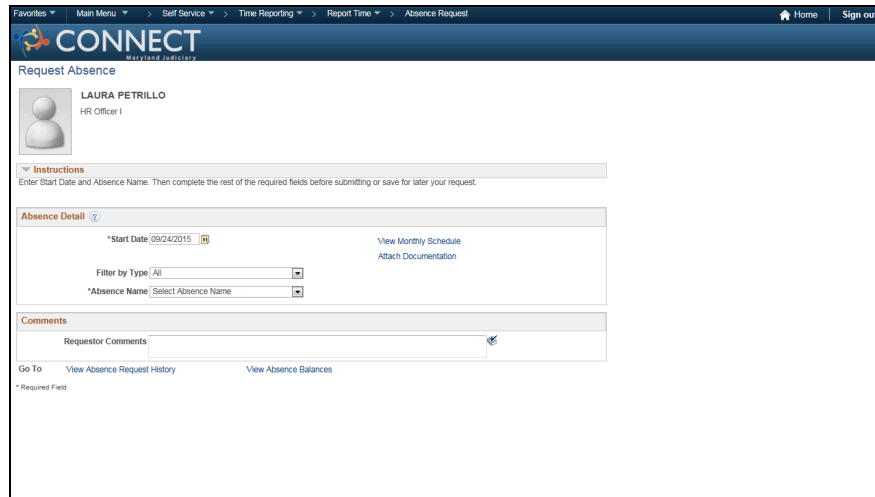 Favorites Main Menu > Self Service > Time Reporting > Report Time > Absence Request Home Sign out
CONNECT
Maryland Judiciary
Request Absence
LAURA PETRILLO
HR Officer I
Instructions
Enter Start Date and Absence Name. Then complete the rest of the required fields before submitting or save for later your request.
Absence Detail ?
*Start Date 09/24/2015 View Monthly Schedule
Attach Documentation
Filter by Type All
*Absence Name Select Absence Name
Comments
Requestor Comments
Go To View Absence Request History View Absence Balances
* Required Field